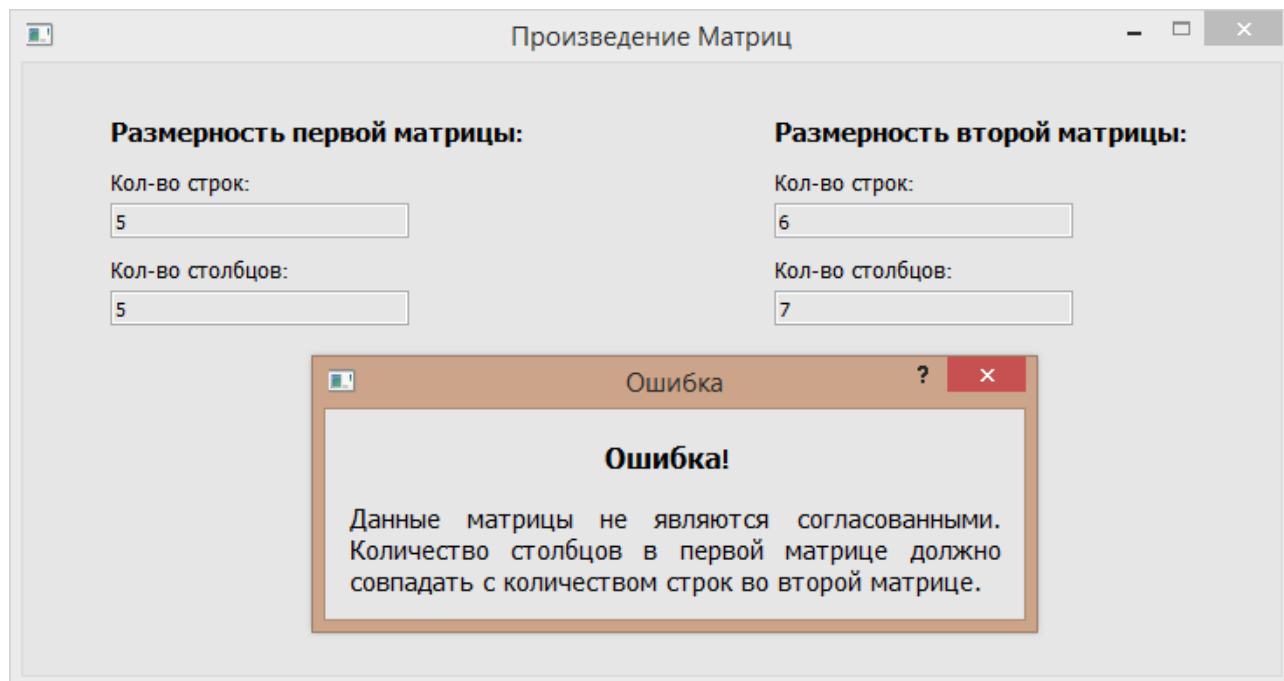 Произведение Матриц
Размерность первой матрицы:
Кол-во строк:
5
Кол-во столбцов:
5
Размерность второй матрицы:
Кол-во строк:
6
Кол-во столбцов:
7
Ошибка
?
Ошибка!
Данные матрицы не являются согласованными.
Количество столбцов в первой матрице должно
совпадать с количеством строк во второй матрице.